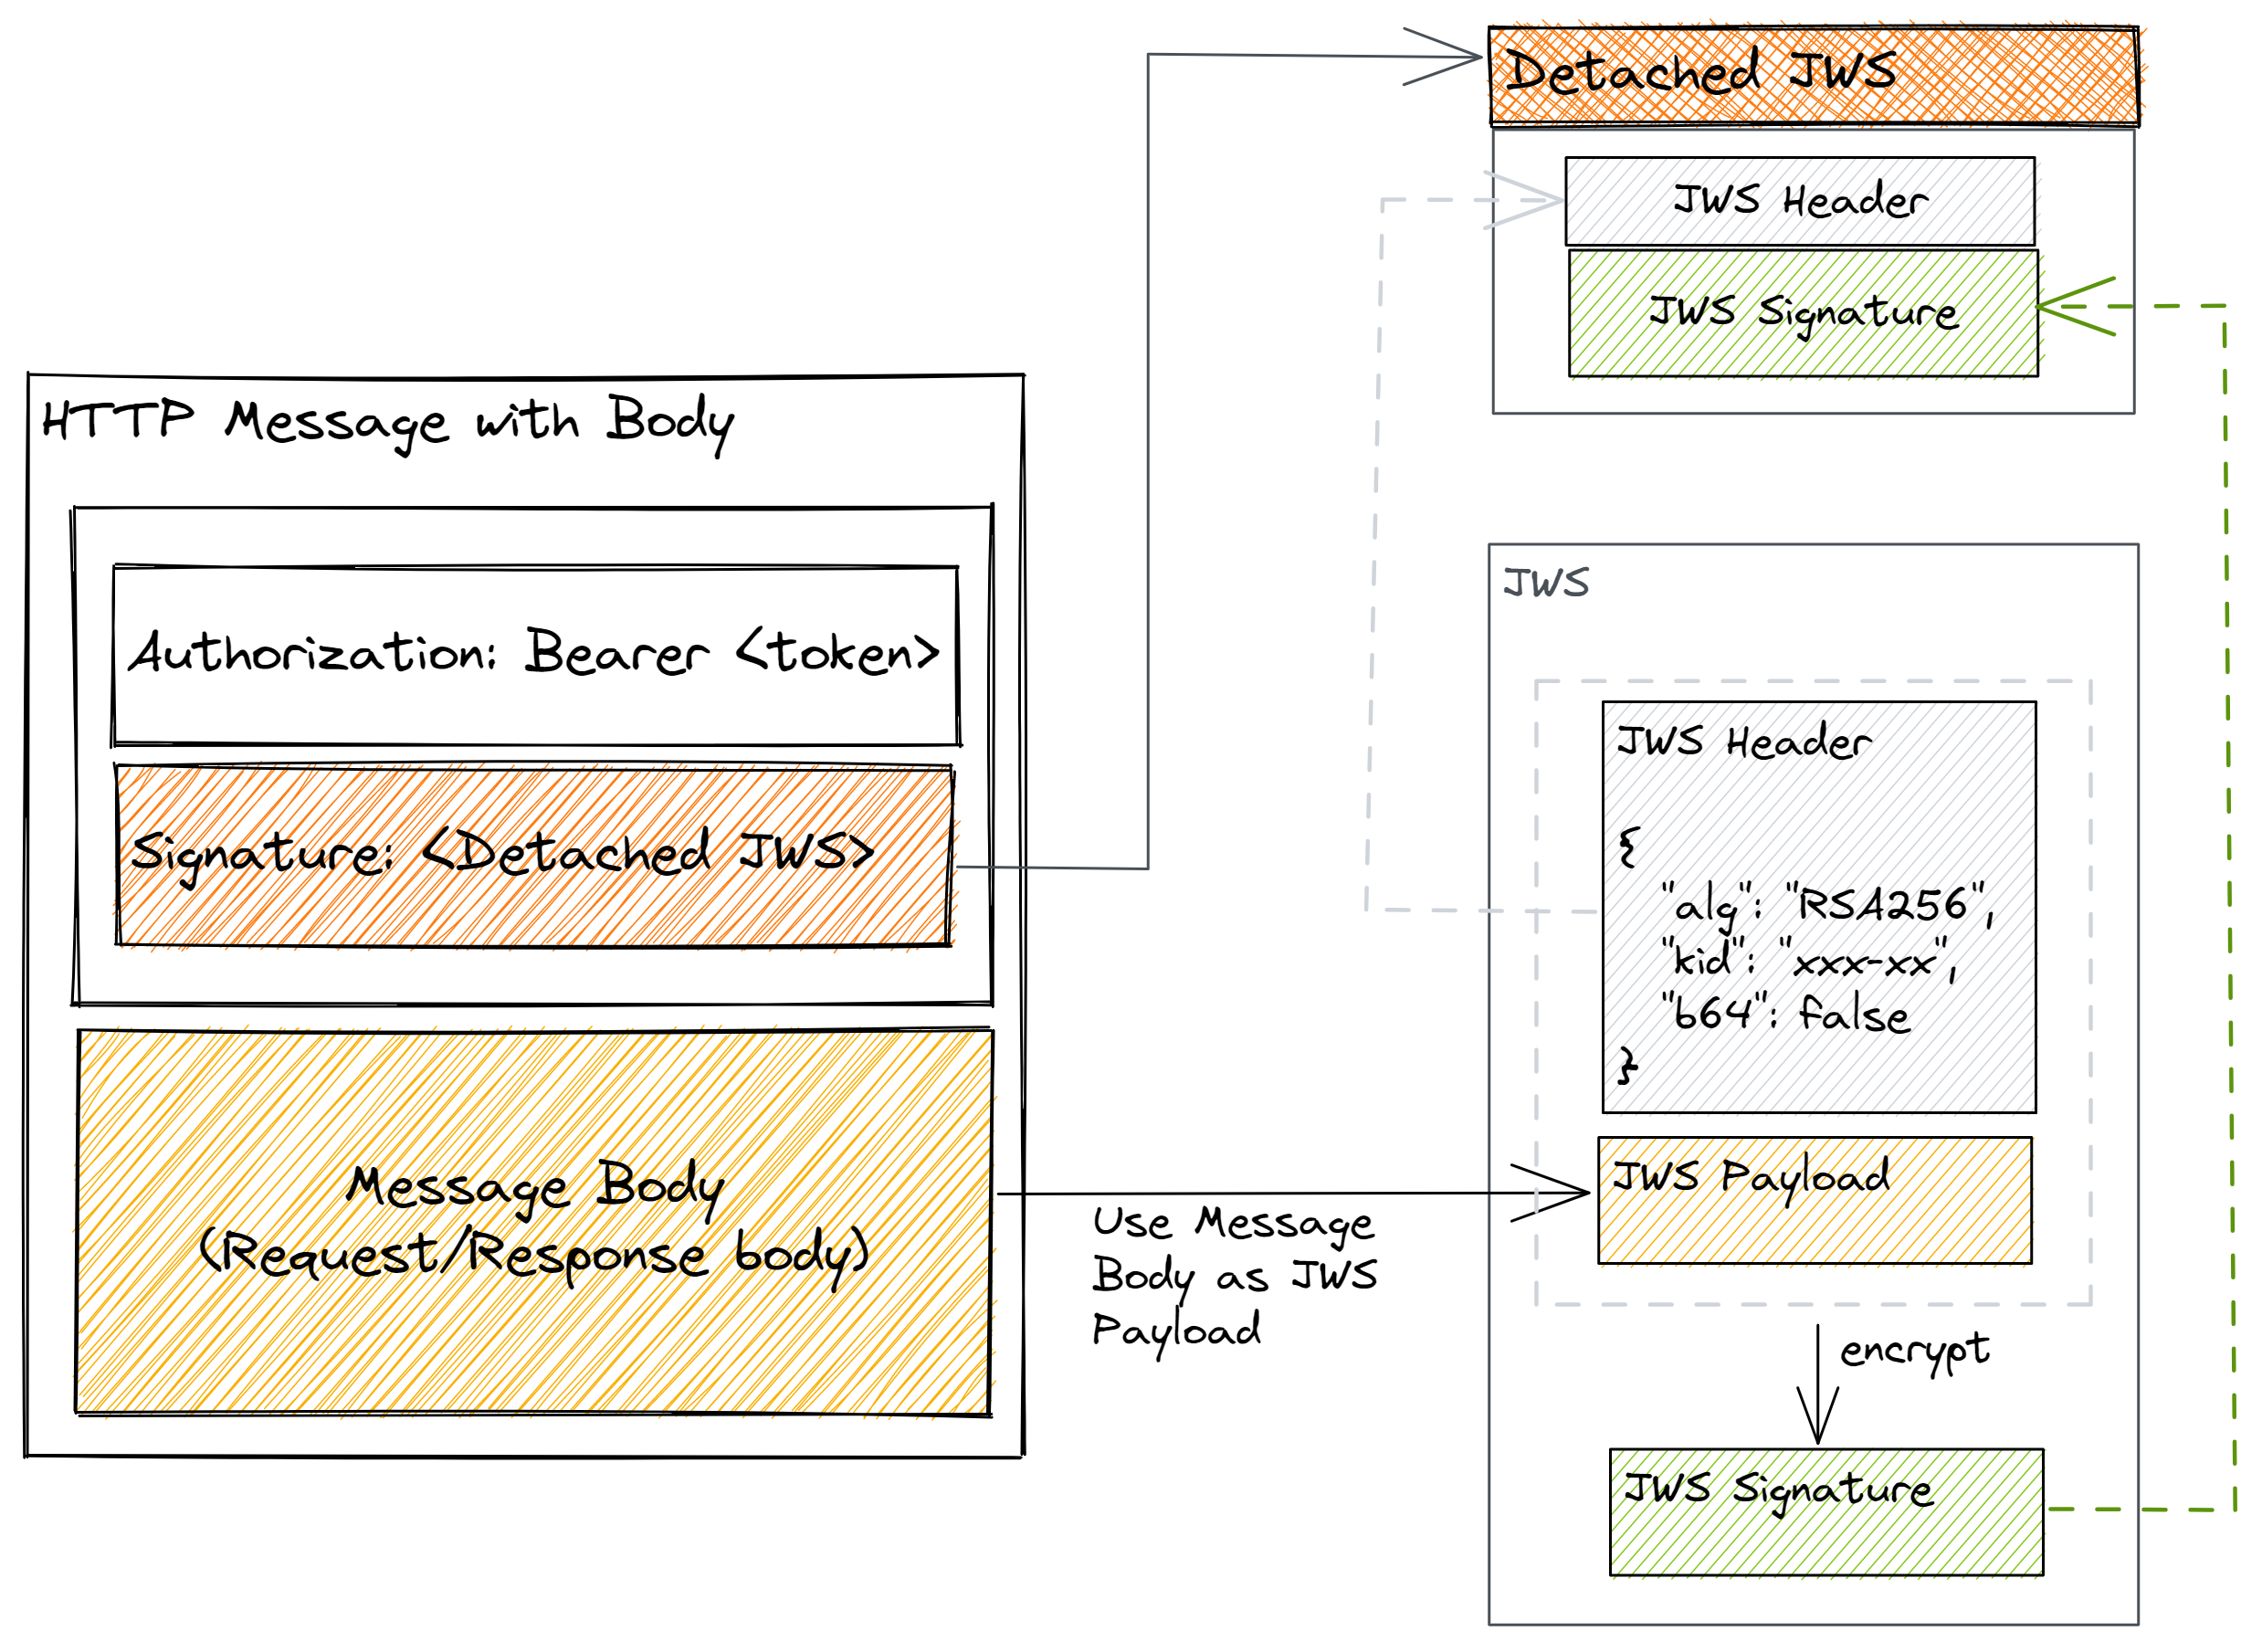 Detached JWS
JWS Header
JWS Signature
HTTP Message with Body
Authorization: Bearer <token>
Signature: <Detached JWS>
Message Body
(Request/Response body)
Use Message
Body as JWS
Payload
JWS
JWS Header
{
"alg": "RSA256",
"kid": "xxx-xx",
"b64": false
}
JWS Payload
encrypt
JWS Signature